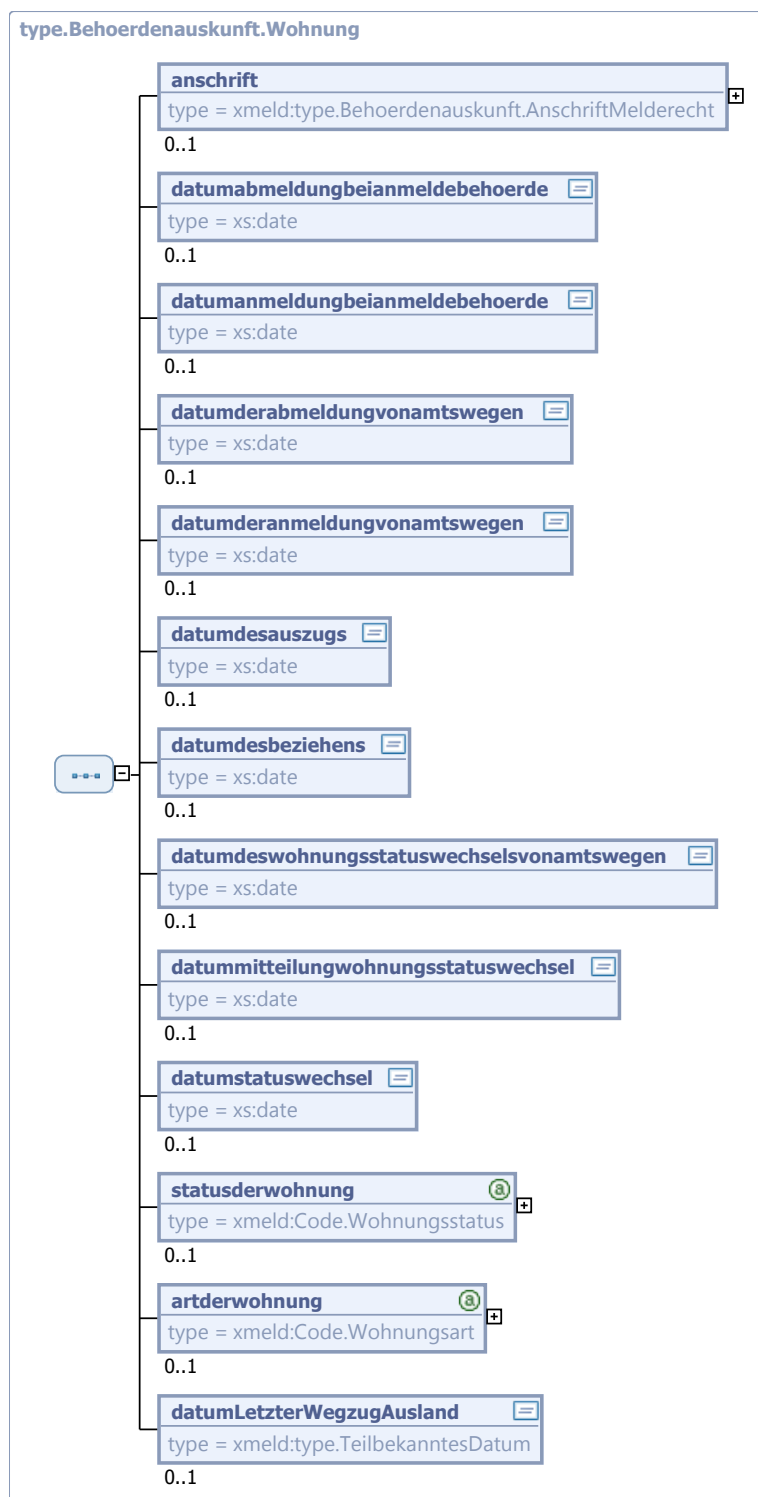 type.Behoerdenauskunft.Wohnung
anschrift
type = xmeld:type.Behoerdenauskunft.AnschriftMelderecht
0..1
datumabmeldungbeianmeldebehoerde
type = xs:date
0..1
datumanmeldungbeianmeldebehoerde
type = xs:date
0..1
datumderabmeldungvonamtswegen
type = xs:date
0..1
datumderanmeldungvonamtswegen
type = xs:date
0..1
datumdesauszugs
type = xs:date
0..1
datumdesbeziehens
type = xs:date
0..1
datumdeswohnungsstatuswechselsvonamtswegen
type = xs:date
0..1
datummitteilungwohnungsstatuswechsel
type = xs:date
0..1
datumstatuswechsel
type = xs:date
0..1
statusderwohnung
type = xmeld:Code.Wohnungsstatus
0..1
artderwohnung
type = xmeld:Code.Wohnungsart
0..1
datumLetzterWegzugAusland
type = xmeld:type.TeilbekanntesDatum
0..1